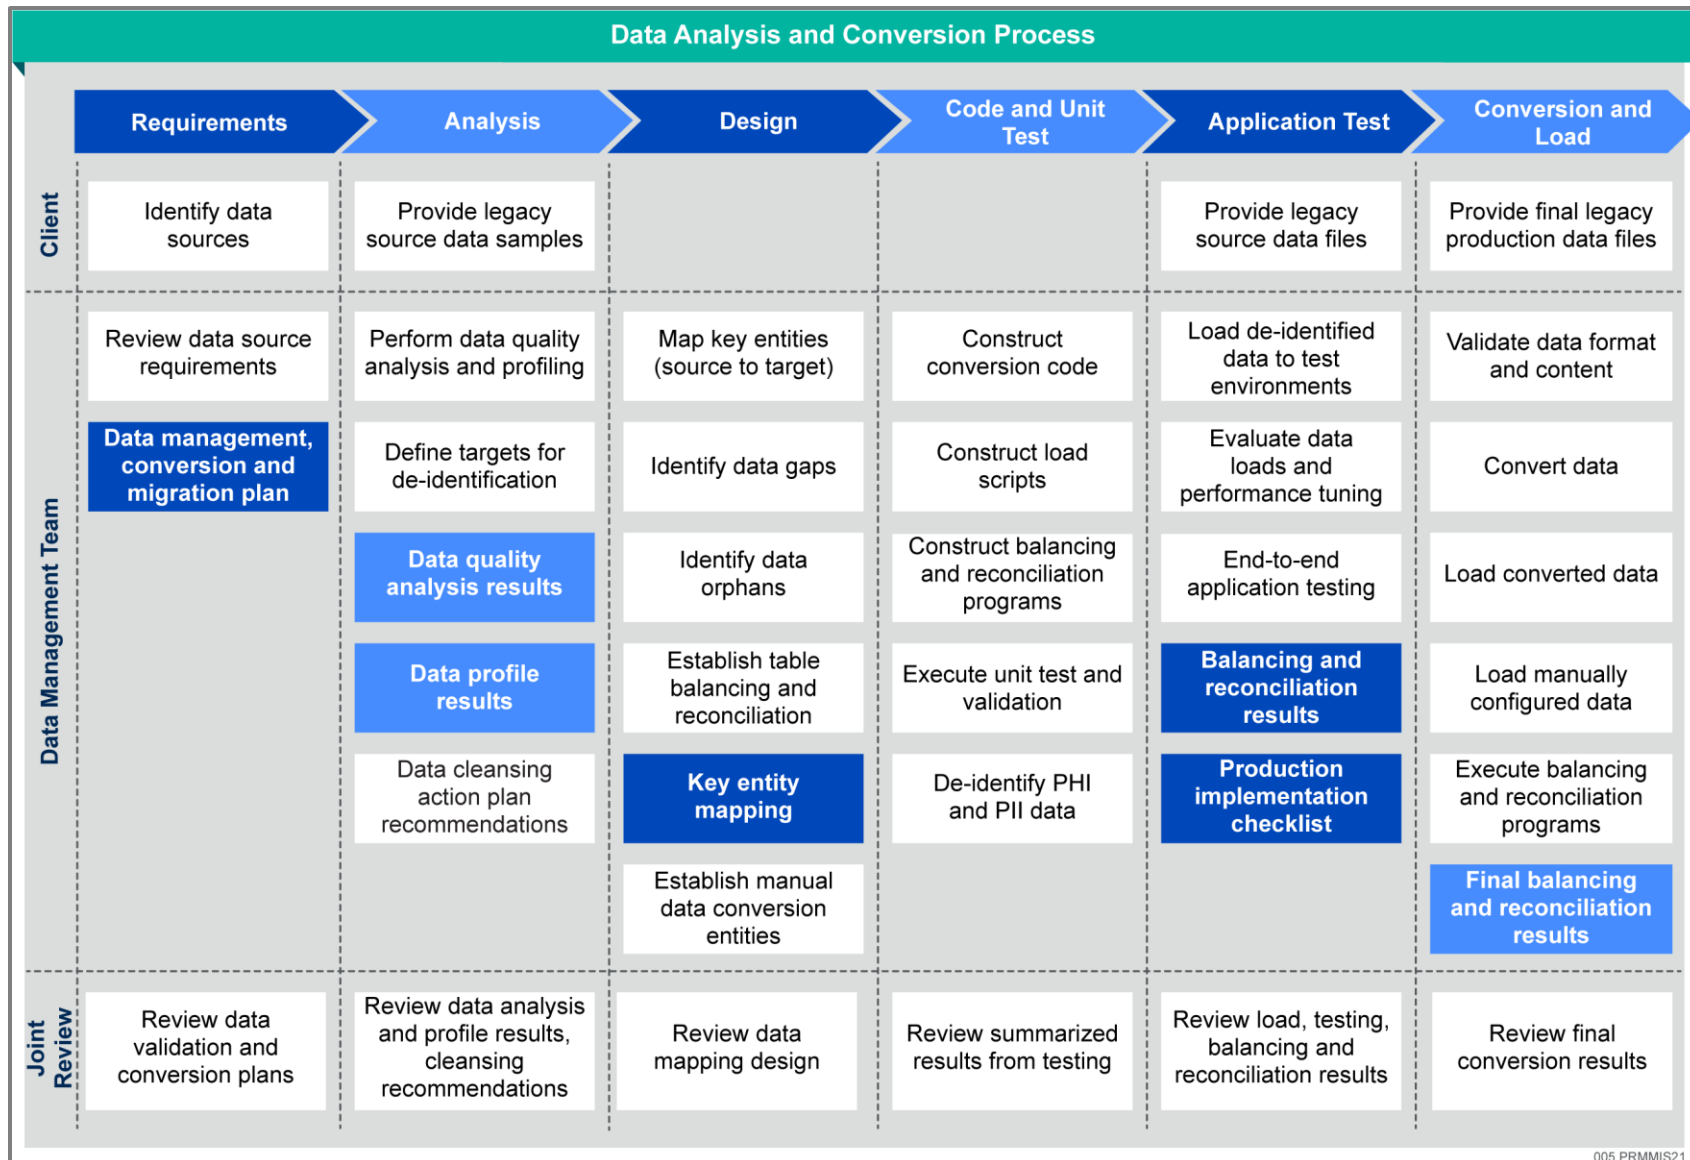 Data Analysis and Conversion Process
Requirements
Analysis
Design
Code and Unit
Test
Application Test
Conversion and
Load
Client
Identify data
sources
Provide legacy
source data samples
Provide legacy
source data files
Provide final legacy
production data files
Data Management Team
Review data source
requirements
Perform data quality
analysis and profiling
Map key entities
(source to target)
Construct
conversion code
Load de-identified
data to test
environments
Validate data format
and content
Data management,
conversion and
migration plan
Define targets for
de-identification
Identify data gaps
Construct load
scripts
Evaluate data
loads and
performance tuning
Convert data
Data quality
analysis results
Identify data
orphans
Construct balancing
and reconciliation
programs
End-to-end
application testing
Load converted data
Data profile
results
Establish table
balancing and
reconciliation
Execute unit test and
validation
Balancing and
reconciliation
results
Load manually
configured data
Data cleansing
action plan
recommendations
Key entity
mapping
De-identify PHI
and PII data
Production
implementation
checklist
Execute balancing
and reconciliation
programs
Establish manual
data conversion
entities
Final balancing
and reconciliation
results
Joint
Review
Review data
validation and
conversion plans
Review data analysis
and profile results,
cleansing
recommendations
Review data
mapping design
Review summarized
results from testing
Review load, testing,
balancing and
reconciliation results
Review final
conversion results
005 PRMMIS21